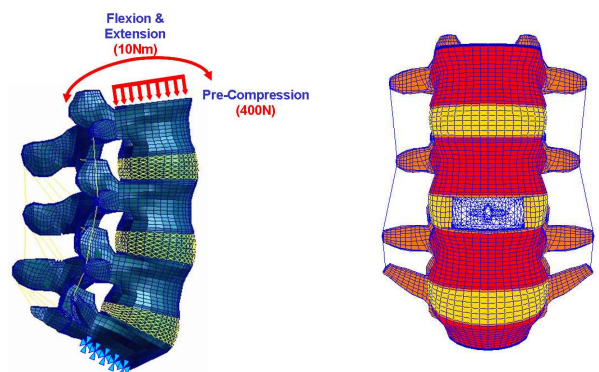 Flexion &
Extension
(10Nm)
Pre-Compression
(400N)